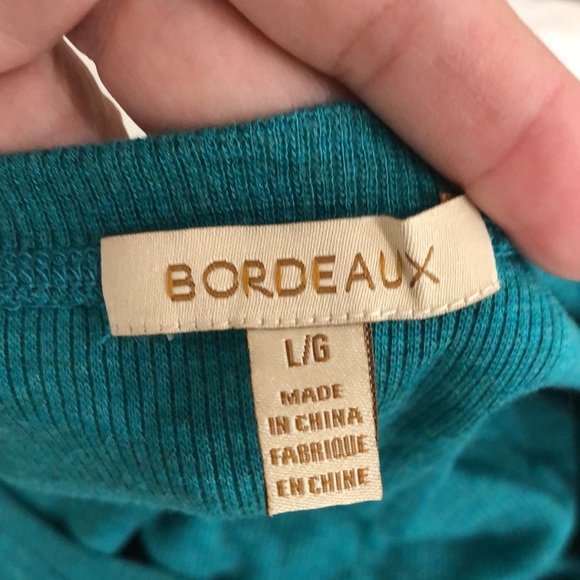 BORDEAUX
L/G
MADE
IN CHINA
FABRIQUE
EN CHINE